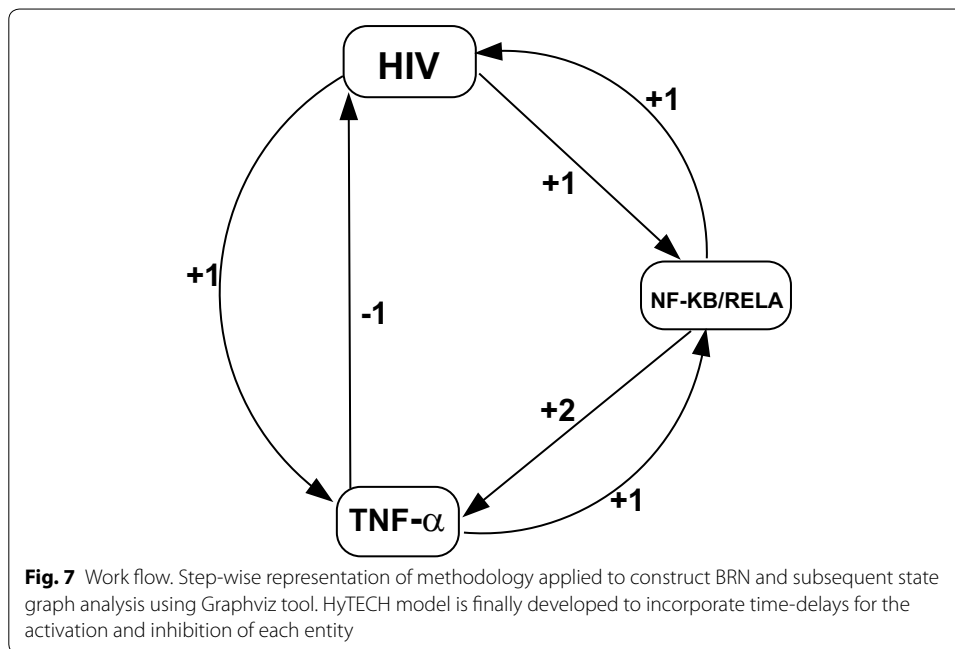 HIV
+1
+1
+1
NF-KB/RELA
-1
+2
+1
TNF-α
Fig. 7 Work flow. Step-wise representation of methodology applied to construct BRN and subsequent state
graph analysis using Graphviz tool. HyTECH model is finally developed to incorporate time-delays for the
activation and inhibition of each entity